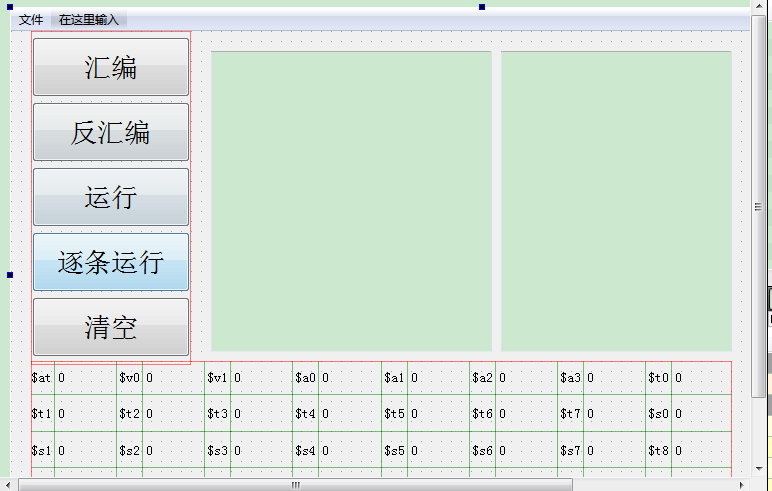 文件 在这里输入
汇编
反汇编
运行
逐条运行
清空
$at 0 $v0 0 $v1 0 $a0 0 $a1 0 $a2 0 $a3 0 $t0 0
$t1 0 $t2 0 $t3 0 $t4 0 $t5 0 $t6 0 $t7 0 $s0 0
$s1 0 $s2 0 $s3 0 $s4 0 $s5 0 $s6 0 $s7 0 $t8 0